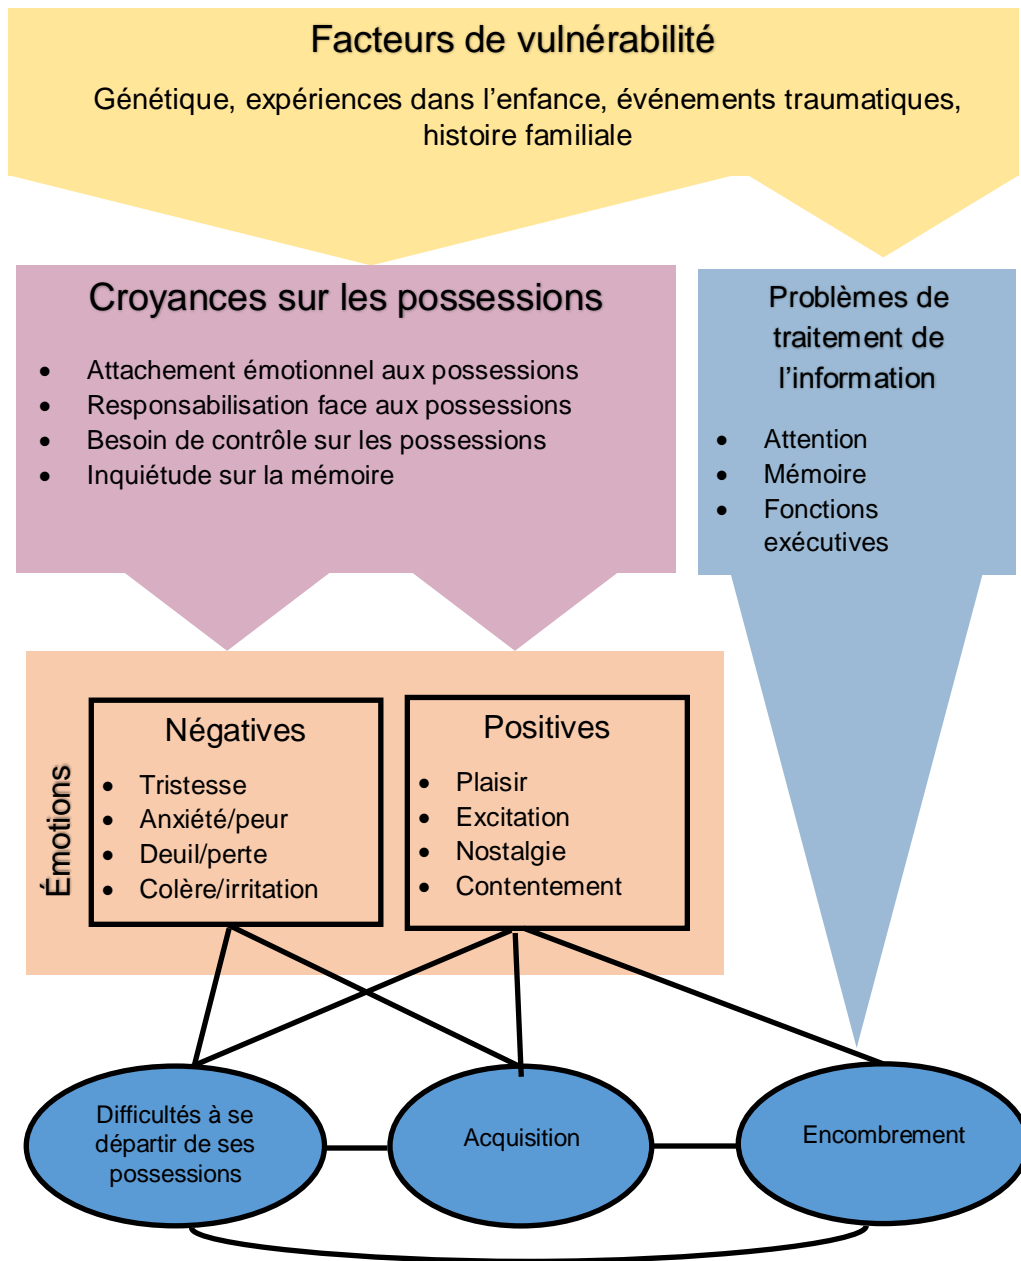 Facteurs de vulnérabilité
Génétique, expériences dans l’enfance, événements traumatiques,
histoire familiale
Croyances sur les possessions
• Attachement émotionnel aux possessions
• Responsabilisation face aux possessions
• Besoin de contrôle sur les possessions
• Inquiétude sur la mémoire
Problèmes de
traitement de
l’information
• Attention
• Mémoire
• Fonctions
exécutives
Émotions
Négatives
• Tristesse
• Anxiété/peur
• Deuil/perte
• Colère/irritation
Positives
• Plaisir
• Excitation
• Nostalgie
• Contentement
Difficultés à se
départir de ses
possessions
Acquisition
Encombrement